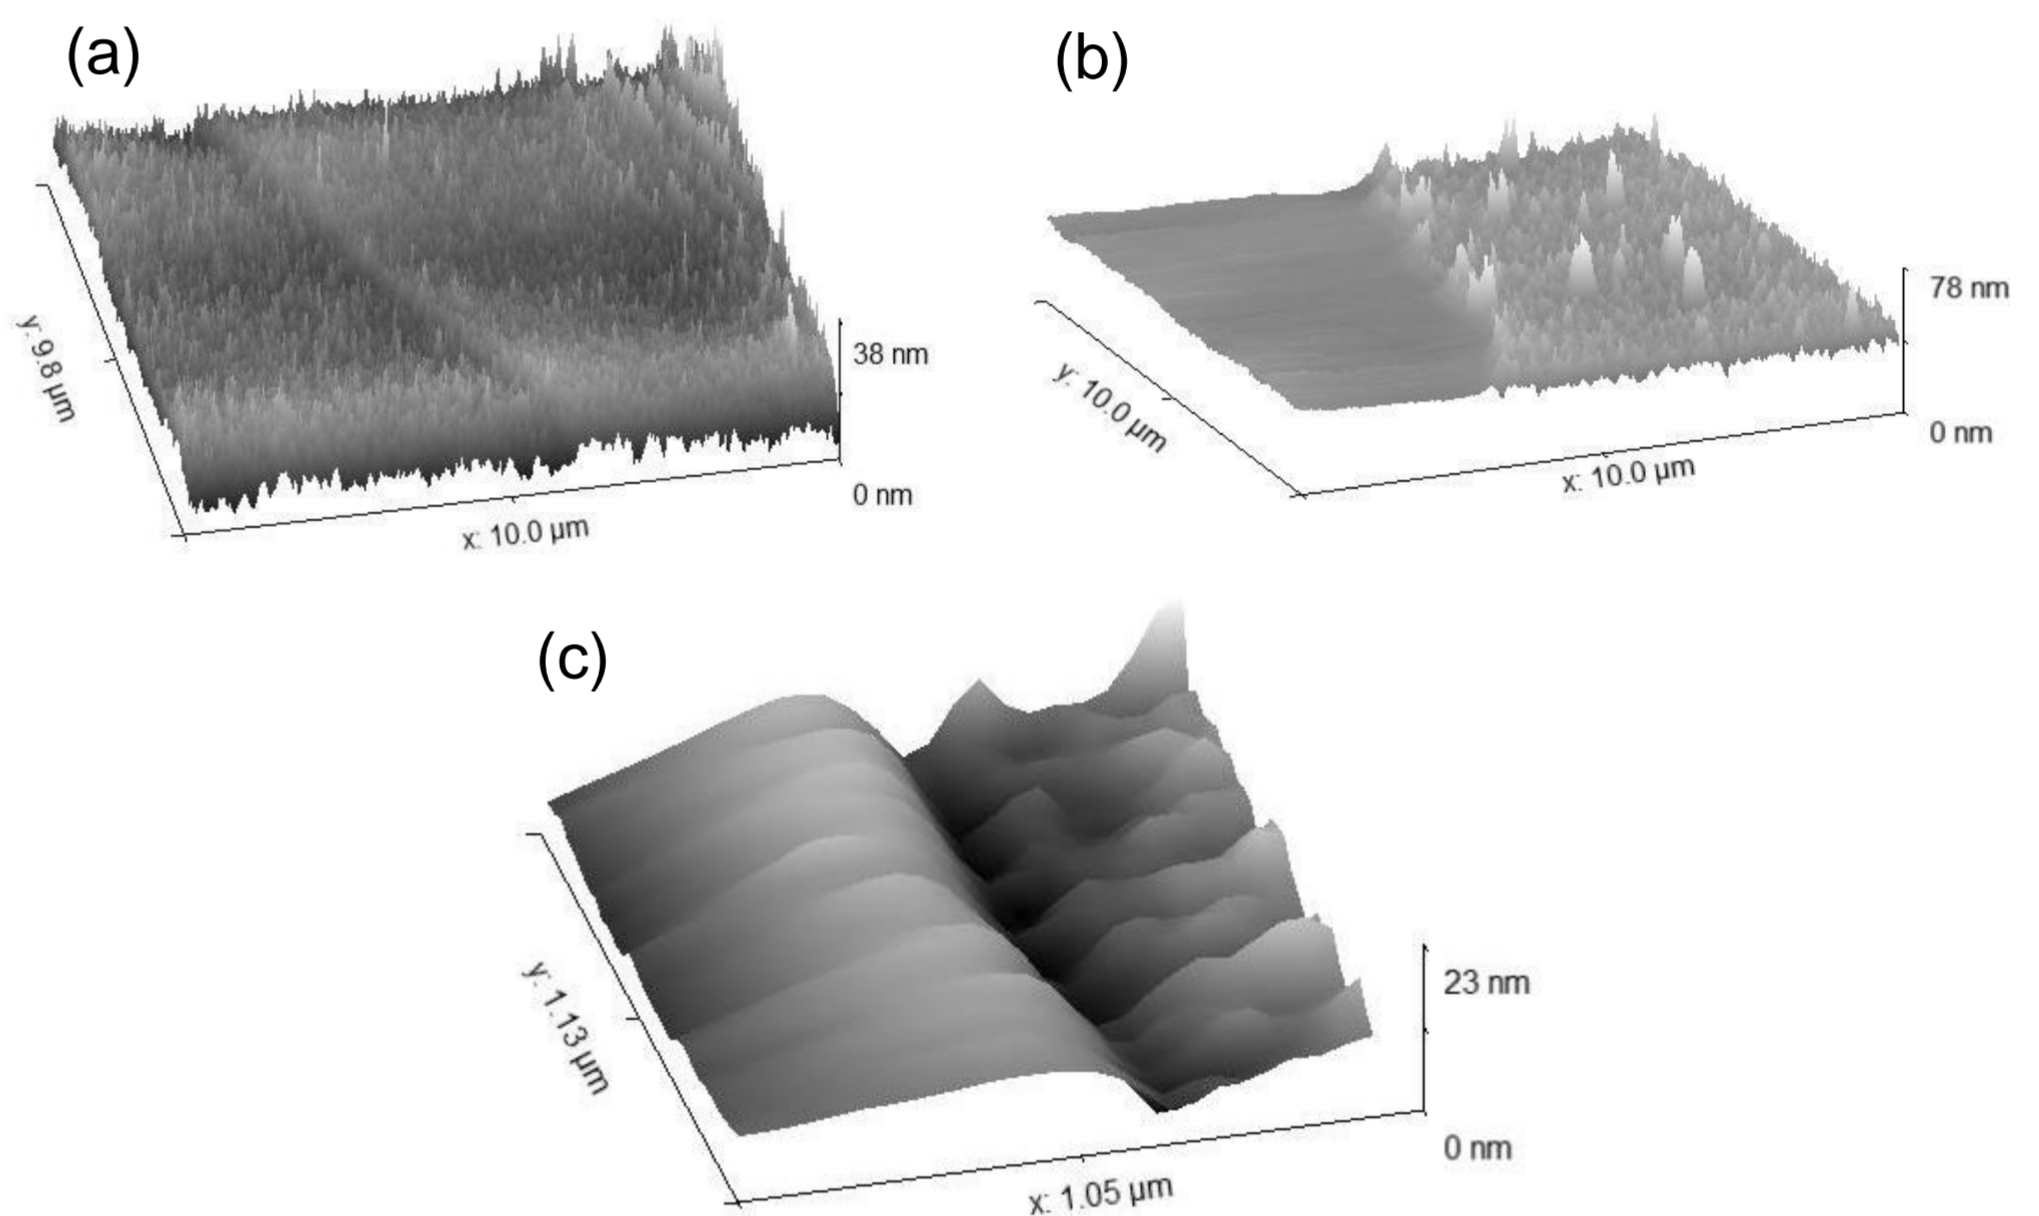 (a)
38 nm
0 nm
y: 9.8 µm
x: 10.0 µm
(b)
78 nm
0 nm
y: 10.0 µm
x: 10.0 µm
(c)
23 nm
0 nm
y: 1.13 µm
x: 1.05 µm